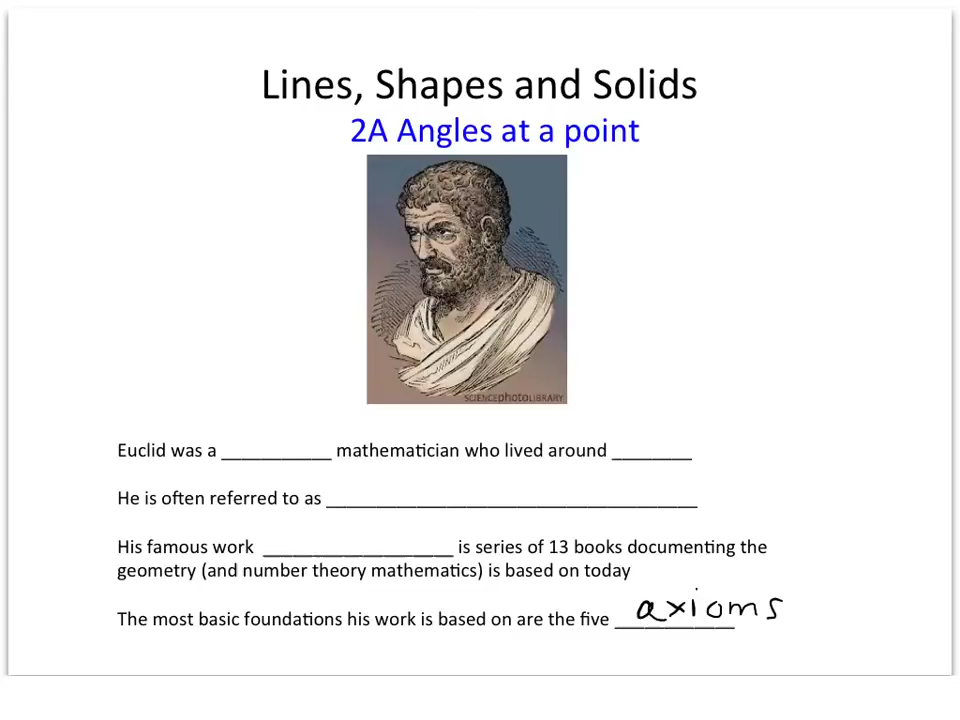 Lines, Shapes and Solids
2A Angles at a point
SCIENCEphotoLIBRARY
Euclid was a ___________ mathematician who lived around ________
He is often referred to as _____________________________________
His famous work ___________________ is series of 13 books documenting the
geometry (and number theory mathematics) is based on today
The most basic foundations his work is based on are the five axioms